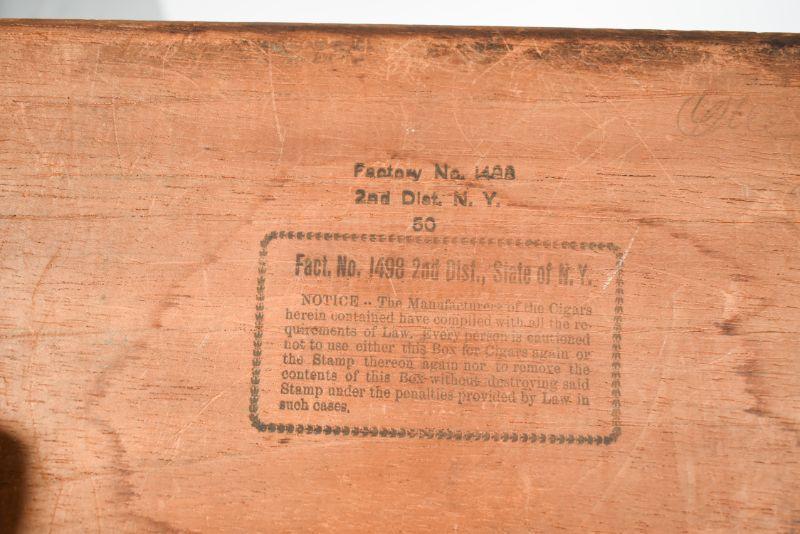 Factory No. 1498
2nd Dist. N. Y.
50
Fact. No. 1498 2nd Dist., State of N. Y.
NOTICE -- The Manufacturers of the Cigars
herein contained have complied with all the re-
quirements of Law. Every person is cautioned
not to use either this Box for Cigars again or
the Stamp thereon again nor to remove the
contents of this Box without destroying said
Stamp under the penalties provided by Law in
such cases.